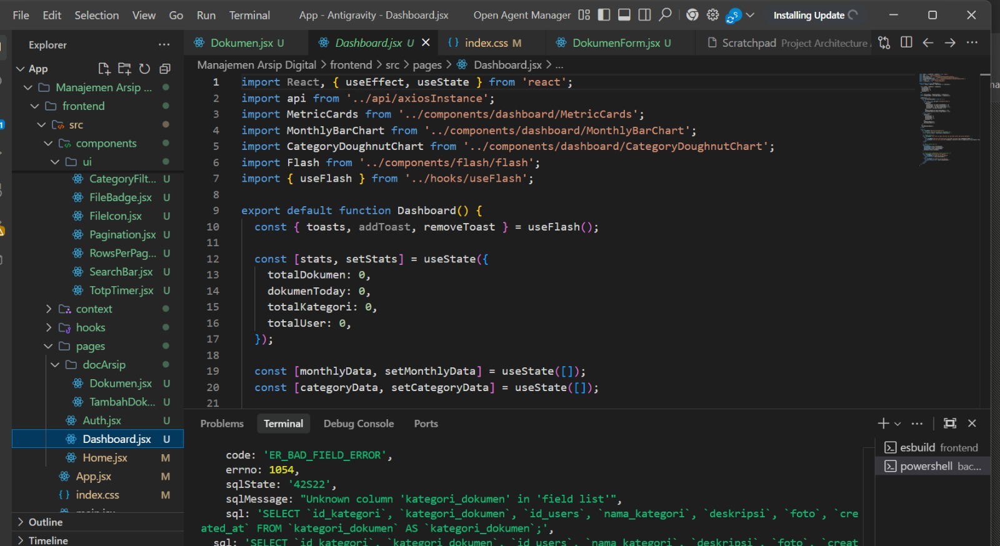 File Edit Selection View Go Run Terminal App - Antigravity - Dashboard.jsx Open Agent Manager Installing Update
Explorer
App
Manajemen Arsip ...
frontend
src
components
ui
CategoryFilt... U
FileBadge.jsx U
FileIcon.jsx U
Pagination.jsx U
RowsPerPag... U
SearchBar.jsx U
TotpTimer.jsx U
context
hooks
pages
docArsip
Dokumen.jsx U
TambahDok... U
Auth.jsx U
Dashboard.jsx U
Home.jsx M
App.jsx M
{ } index.css M
Outline
Timeline
Dokumen.jsx U Dashboard.jsx U { } index.css M DokumenForm.jsx U Scratchpad Project Architecture
Manajemen Arsip Digital > frontend > src > pages > Dashboard.jsx > ...
1 import React, { useEffect, useState } from 'react';
2 import api from '../api/axiosInstance';
3 import MetricCards from '../components/dashboard/MetricCards';
4 import MonthlyBarChart from '../components/dashboard/MonthlyBarChart';
5 import CategoryDoughnutChart from '../components/dashboard/CategoryDoughnutChart';
6 import Flash from '../components/flash/flash';
7 import { useFlash } from '../hooks/useFlash';
8
9 export default function Dashboard() {
10 const { toasts, addToast, removeToast } = useFlash();
11
12 const [stats, setStats] = useState({
13 totalDokumen: 0,
14 dokumenToday: 0,
15 totalKategori: 0,
16 totalUser: 0,
17 });
18
19 const [monthlyData, setMonthlyData] = useState([]);
20 const [categoryData, setCategoryData] = useState([]);
21
Problems Terminal Debug Console Ports
code: 'ER_BAD_FIELD_ERROR',
errno: 1054,
sqlState: '42S22',
sqlMessage: "Unknown column 'kategori_dokumen' in 'field list'",
sql: 'SELECT `id_kategori`, `kategori_dokumen`, `id_users`, `nama_kategori`, `deskripsi`, `foto`, `cre
ated_at` FROM `kategori_dokumen` AS `kategori_dokumen`;',
sql: 'SELECT `id_kategori`, `kategori_dokumen`, `id_users`, `nama_kategori`, `deskripsi`, `foto`, `creat
esbuild frontend
powershell bac...